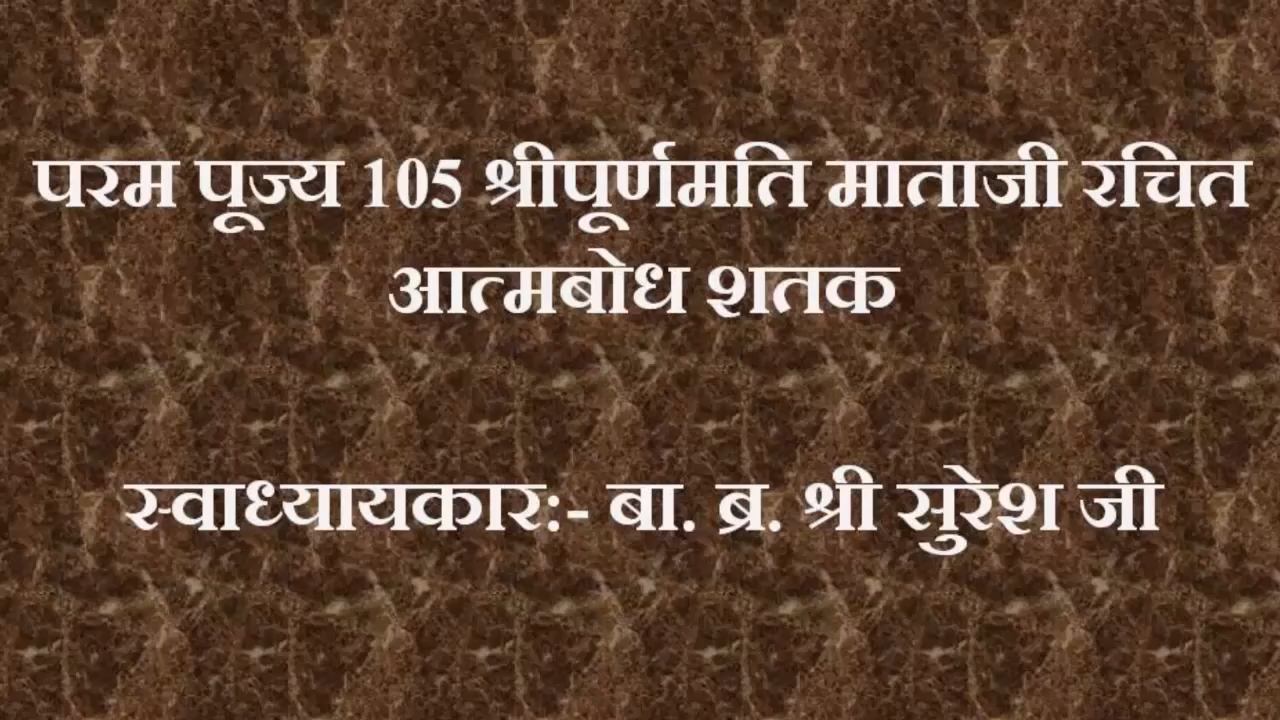 परम पूज्य 105 श्रीपूर्णमति माताजी रचित
आत्मबोध शतक
स्वाध्यायकार:- बा. ब्र. श्री सुरेश जी